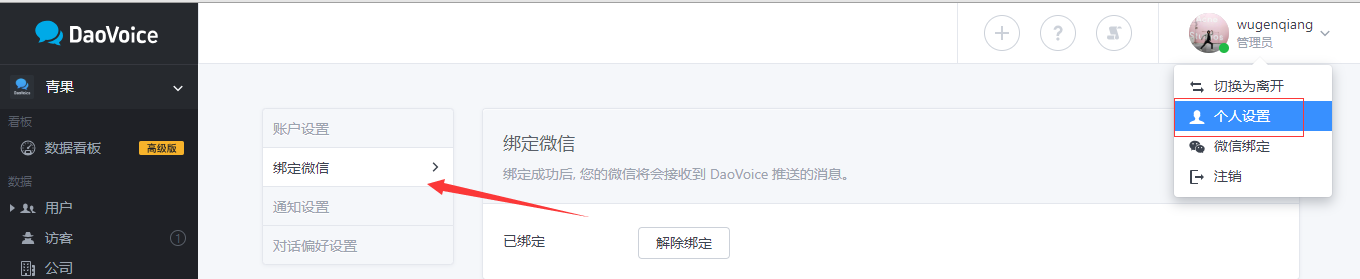 DaoVoice
wugenqiang
管理员
青果
切换为离开
看板
个人设置
账户设置
数据看板
高级版
绑定微信
绑定微信
微信绑定
绑定成功后, 您的微信将会接收到 DaoVoice 推送的消息。
数据
注销
用户
通知设置
访客
1
已绑定
解除绑定
对话偏好设置
公司